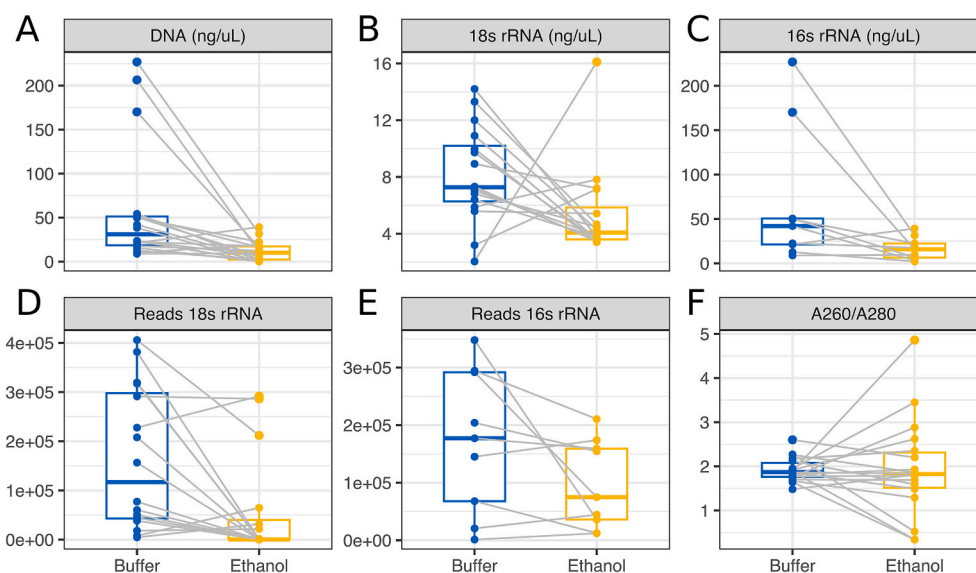 A
DNA (ng/uL)
200
150
100
50
0
B
18s rRNA (ng/uL)
16
12
8
4
C
16s rRNA (ng/uL)
200
150
100
50
0
D
Reads 18s rRNA
4e+05
3e+05
2e+05
1e+05
0e+00
Buffer Ethanol
E
Reads 16s rRNA
3e+05
2e+05
1e+05
0e+00
Buffer Ethanol
F
A260/A280
5
4
3
2
1
Buffer Ethanol